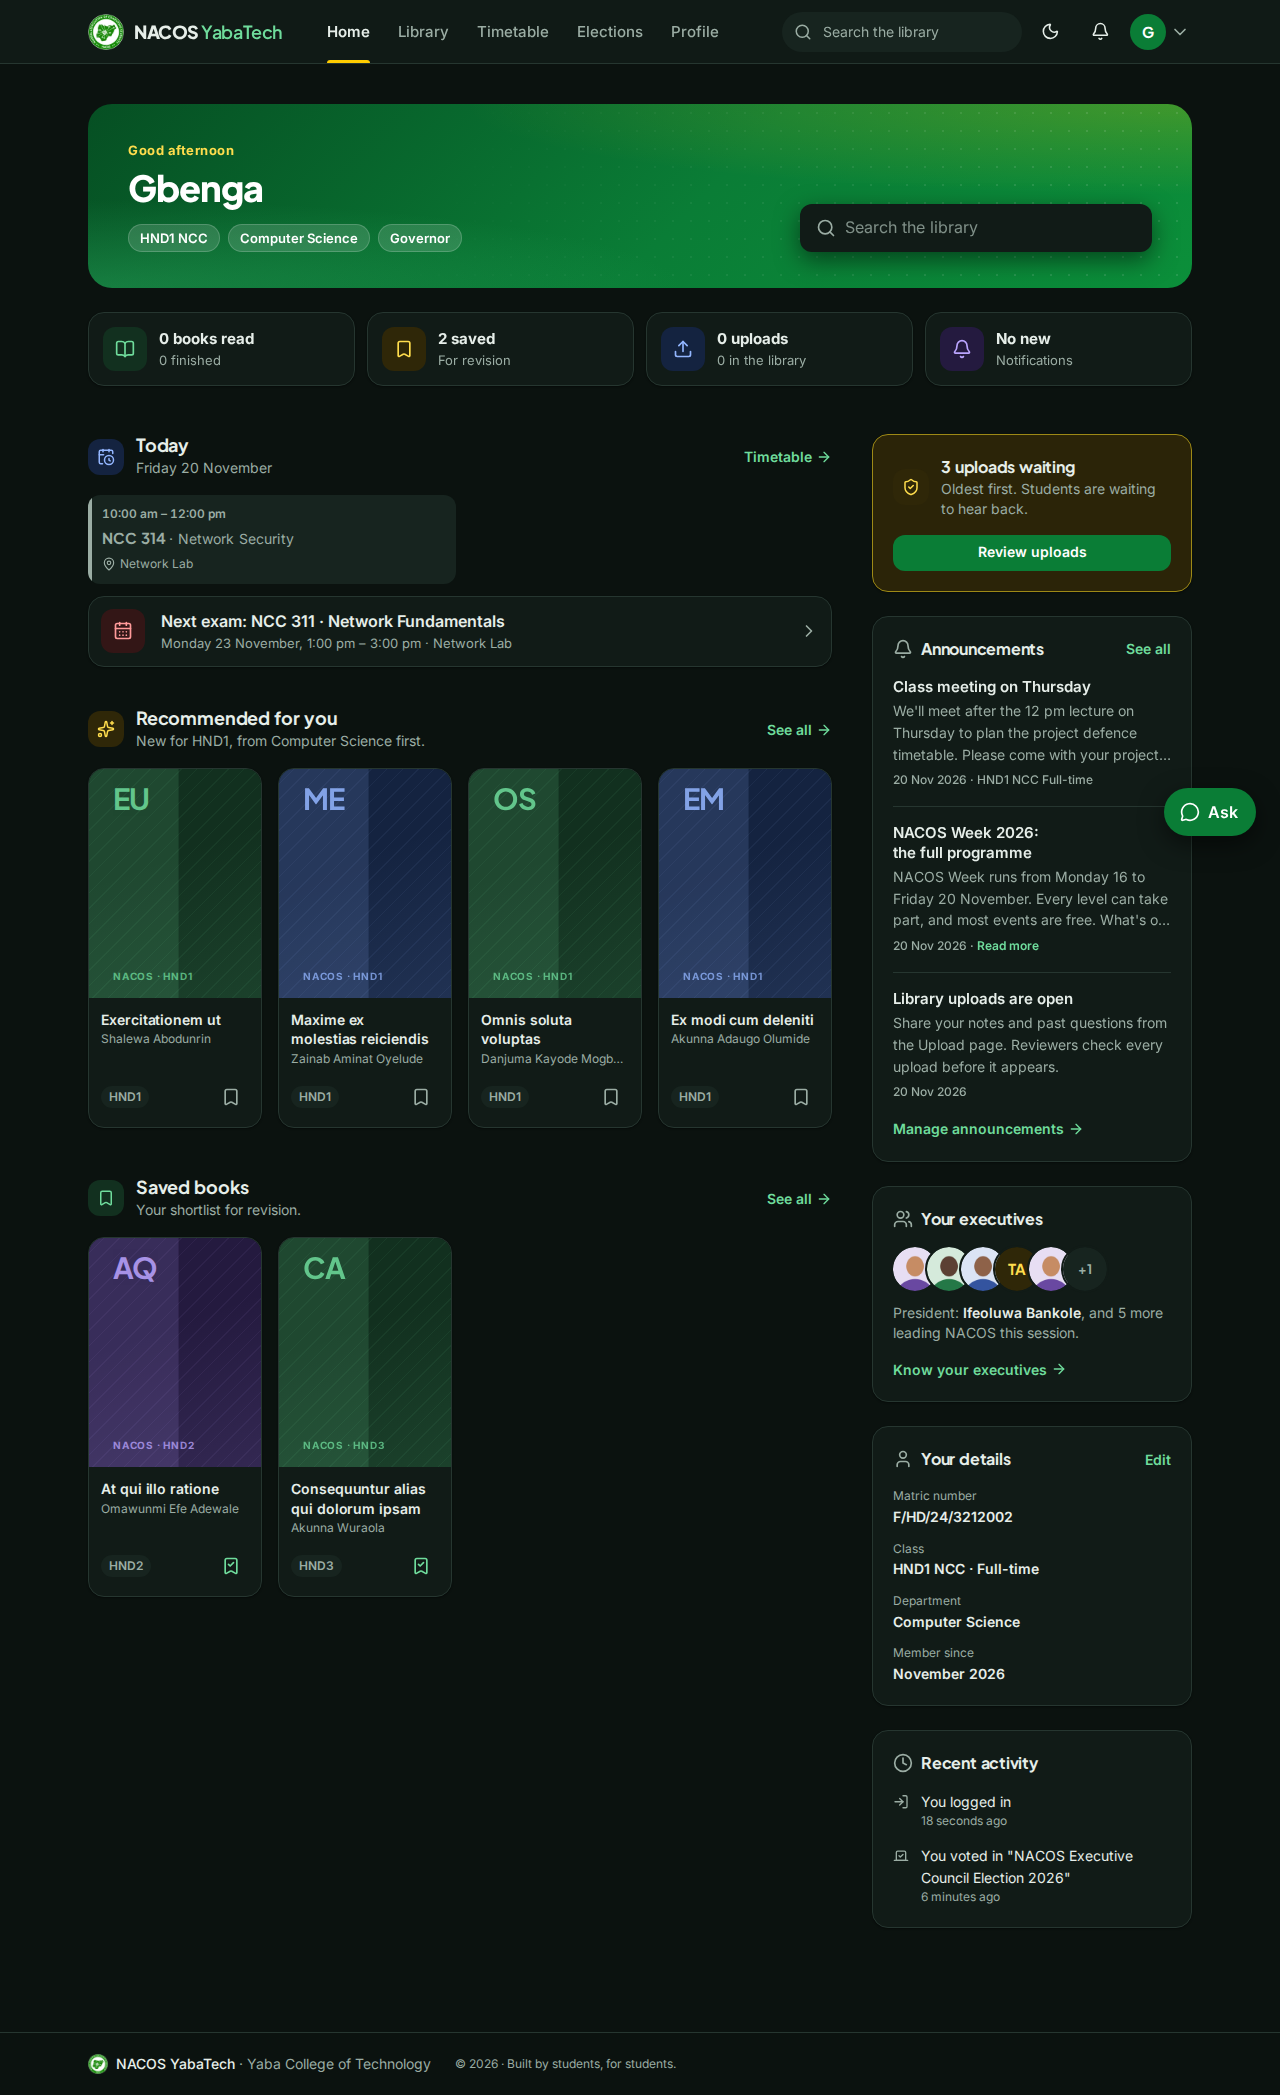 NACOS YabaTech
Home
Library
Timetable
Elections
Profile
Search the library
G
Good afternoon
Gbenga
HND1 NCC
Computer Science
Governor
Search the library
0 books read
0 finished
2 saved
For revision
0 uploads
0 in the library
No new
Notifications
Today
Friday 20 November
Timetable
10:00 am – 12:00 pm
NCC 314 · Network Security
Network Lab
Next exam: NCC 311 · Network Fundamentals
Monday 23 November, 1:00 pm – 3:00 pm · Network Lab
Recommended for you
New for HND1, from Computer Science first.
See all
EU
NACOS · HND1
Exercitationem ut
Shalewa Abodunrin
HND1
ME
NACOS · HND1
Maxime ex
molestias reiciendis
Zainab Aminat Oyelude
HND1
OS
NACOS · HND1
Omnis soluta
voluptas
Danjuma Kayode Mogb...
HND1
EM
NACOS · HND1
Ex modi cum deleniti
Akunna Adaugo Olumide
HND1
Saved books
Your shortlist for revision.
See all
AQ
NACOS · HND2
At qui illo ratione
Omawunmi Efe Adewale
HND2
CA
NACOS · HND3
Consequuntur alias
qui dolorum ipsam
Akunna Wuraola
HND3
3 uploads waiting
Oldest first. Students are waiting
to hear back.
Review uploads
Announcements
See all
Class meeting on Thursday
We'll meet after the 12 pm lecture on
Thursday to plan the project defence
timetable. Please come with your project...
20 Nov 2026 · HND1 NCC Full-time
Ask
NACOS Week 2026:
the full programme
NACOS Week runs from Monday 16 to
Friday 20 November. Every level can take
part, and most events are free. What's o...
20 Nov 2026 · Read more
Library uploads are open
Share your notes and past questions from
the Upload page. Reviewers check every
upload before it appears.
20 Nov 2026
Manage announcements
Your executives
TA
+1
President: Ifeoluwa Bankole, and 5 more
leading NACOS this session.
Know your executives
Your details
Edit
Matric number
F/HD/24/3212002
Class
HND1 NCC · Full-time
Department
Computer Science
Member since
November 2026
Recent activity
You logged in
18 seconds ago
You voted in "NACOS Executive
Council Election 2026"
6 minutes ago
NACOS YabaTech · Yaba College of Technology
© 2026 · Built by students, for students.